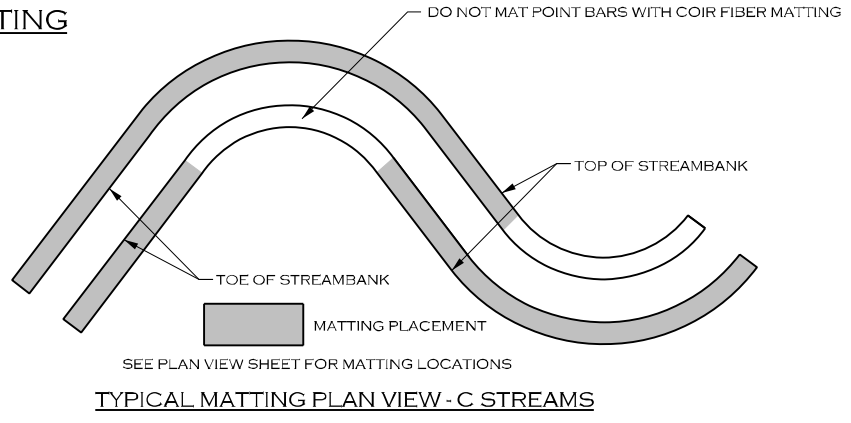 TING
DO NOT MAT POINT BARS WITH COIR FIBER MATTING
TOP OF STREAMBANK
TOE OF STREAMBANK
MATTING PLACEMENT
SEE PLAN VIEW SHEET FOR MATTING LOCATIONS
TYPICAL MATTING PLAN VIEW - C STREAMS